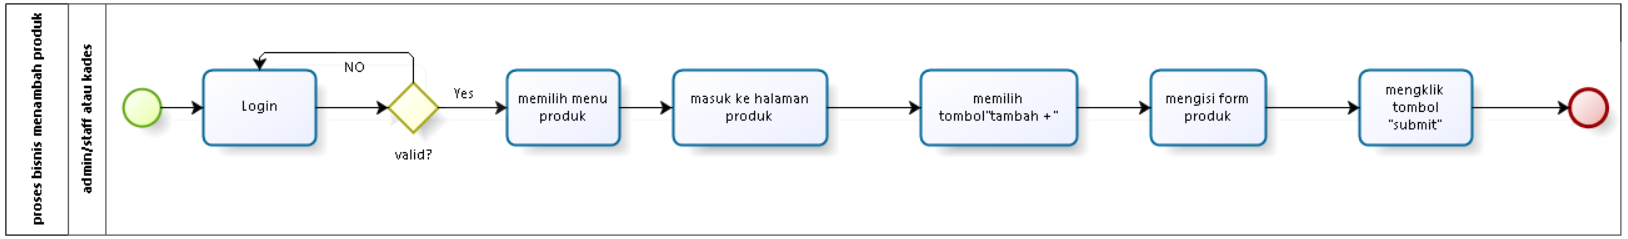 proses bisnis menambah produk
admin/staff atau kades
Login
NO
valid?
Yes
memilih menu
produk
masuk ke halaman
produk
memilih
tombol"tambah +"
mengisi form
produk
mengklik
tombol
"submit"